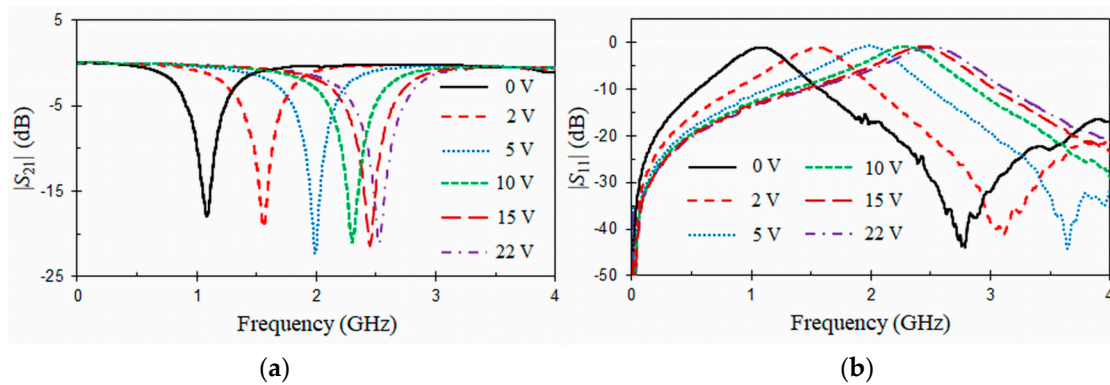 5
-5
-15
-25
|S21| (dB)
0
1
2
3
4
Frequency (GHz)
0 V
2 V
5 V
10 V
15 V
22 V
(a)
0
-10
-20
-30
-40
-50
|S11| (dB)
0
1
2
3
4
Frequency (GHz)
0 V
2 V
5 V
10 V
15 V
22 V
(b)